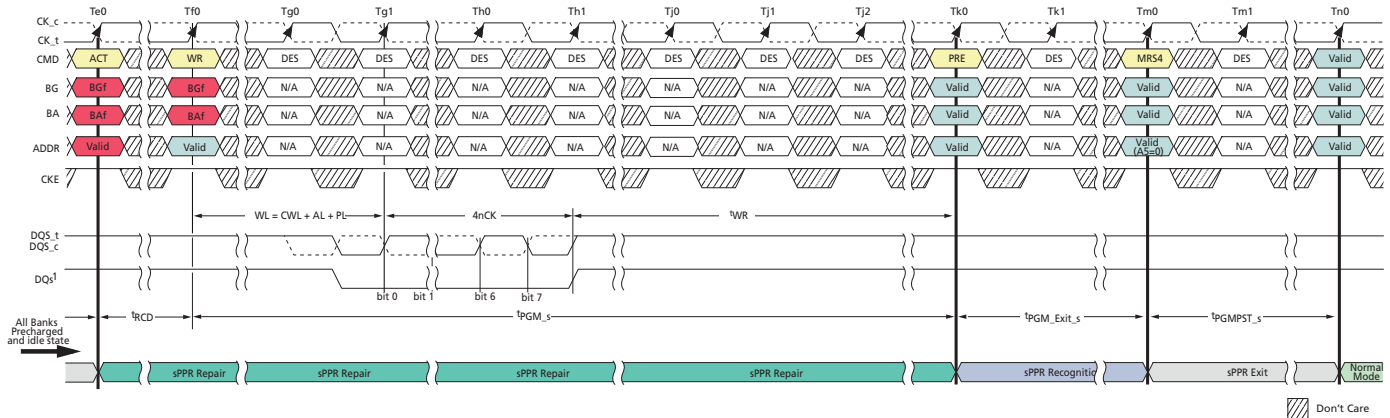 Te0 Tf0 Tg0 Tg1 Th0 Th1 Tj0 Tj1 Tj2 Tk0 Tk1 Tm0 Tm1 Tn0
CK_c
CK_t
CMD ACT WR DES DES DES DES DES DES DES PRE DES MRS4 DES Valid
BG BGf BGf N/A N/A N/A N/A N/A N/A N/A Valid N/A Valid N/A Valid
BA BAf BAf N/A N/A N/A N/A N/A N/A N/A Valid N/A Valid N/A Valid
ADDR Valid Valid N/A N/A N/A N/A N/A N/A N/A Valid N/A Valid (A5=0) N/A Valid
CKE
WL = CWL + AL + PL 4nCK tWR
DQS_t
DQS_c
DQs1
bit 0 bit 1 bit 6 bit 7
All Banks
Precharged
and idle state
tRCD tPGM_s tPGM_Exit_s tPGMPST_s
sPPR Repair sPPR Repair sPPR Repair sPPR Repair sPPR Recognitic sPPR Exit Normal
Mode
Don't Care